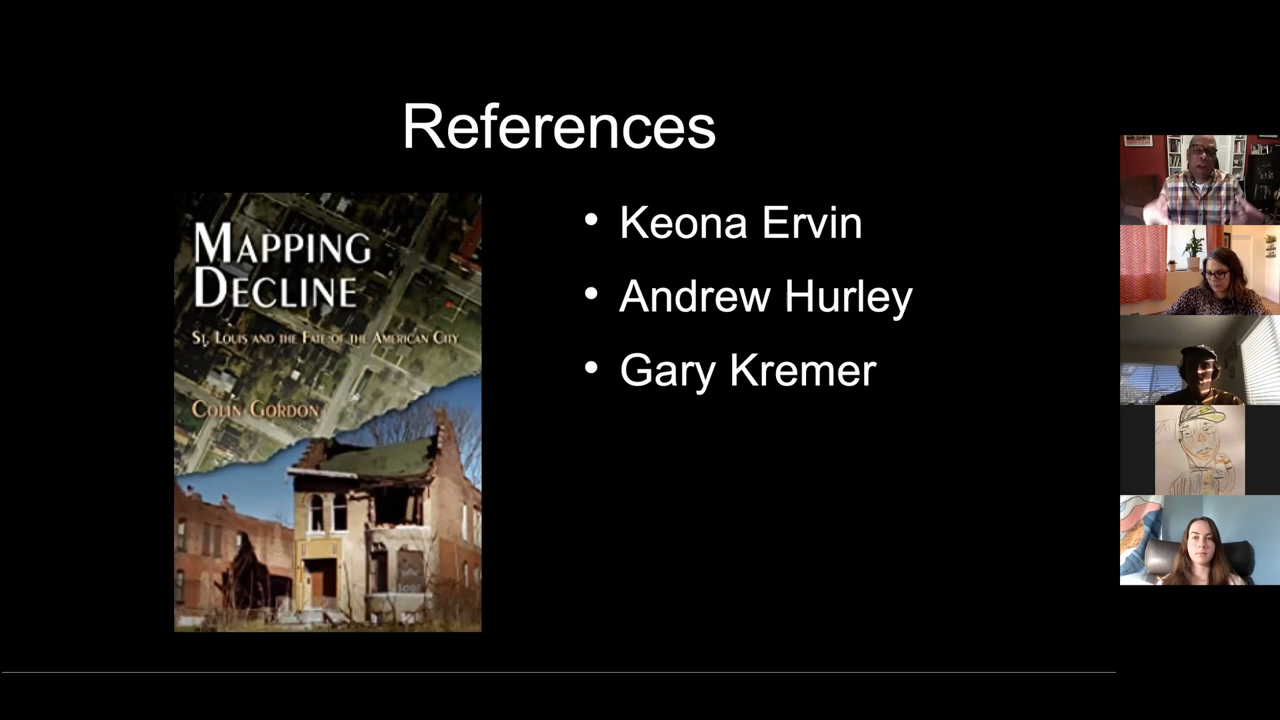 References
MAPPING
DECLINE
ST. LOUIS AND THE FATE OF THE AMERICAN CITY
COLIN GORDON
• Keona Ervin
• Andrew Hurley
• Gary Kremer